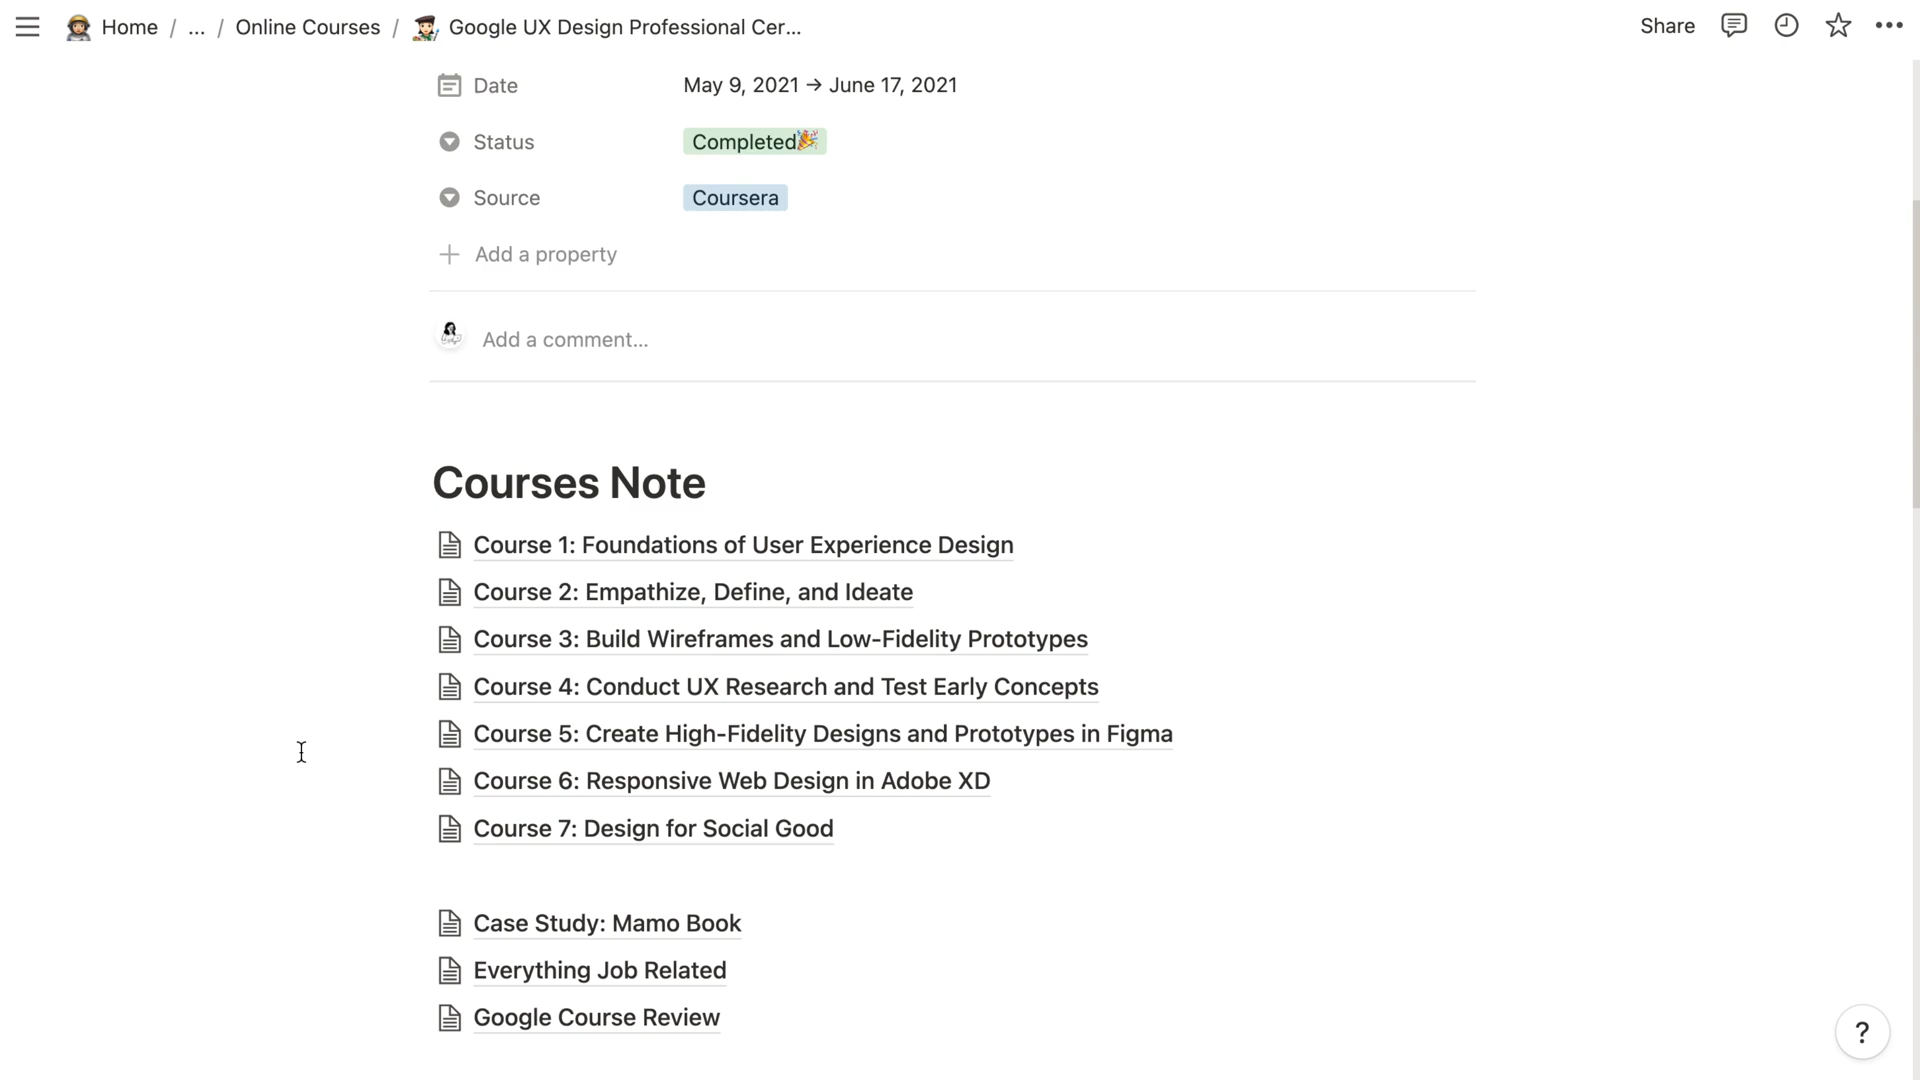 Home / ... / Online Courses / Google UX Design Professional Cer...
Share
Date May 9, 2021 → June 17, 2021
Status Completed🎉
Source Coursera
Add a property
Add a comment...
Courses Note
Course 1: Foundations of User Experience Design
Course 2: Empathize, Define, and Ideate
Course 3: Build Wireframes and Low-Fidelity Prototypes
Course 4: Conduct UX Research and Test Early Concepts
Course 5: Create High-Fidelity Designs and Prototypes in Figma
Course 6: Responsive Web Design in Adobe XD
Course 7: Design for Social Good
Case Study: Mamo Book
Everything Job Related
Google Course Review
?